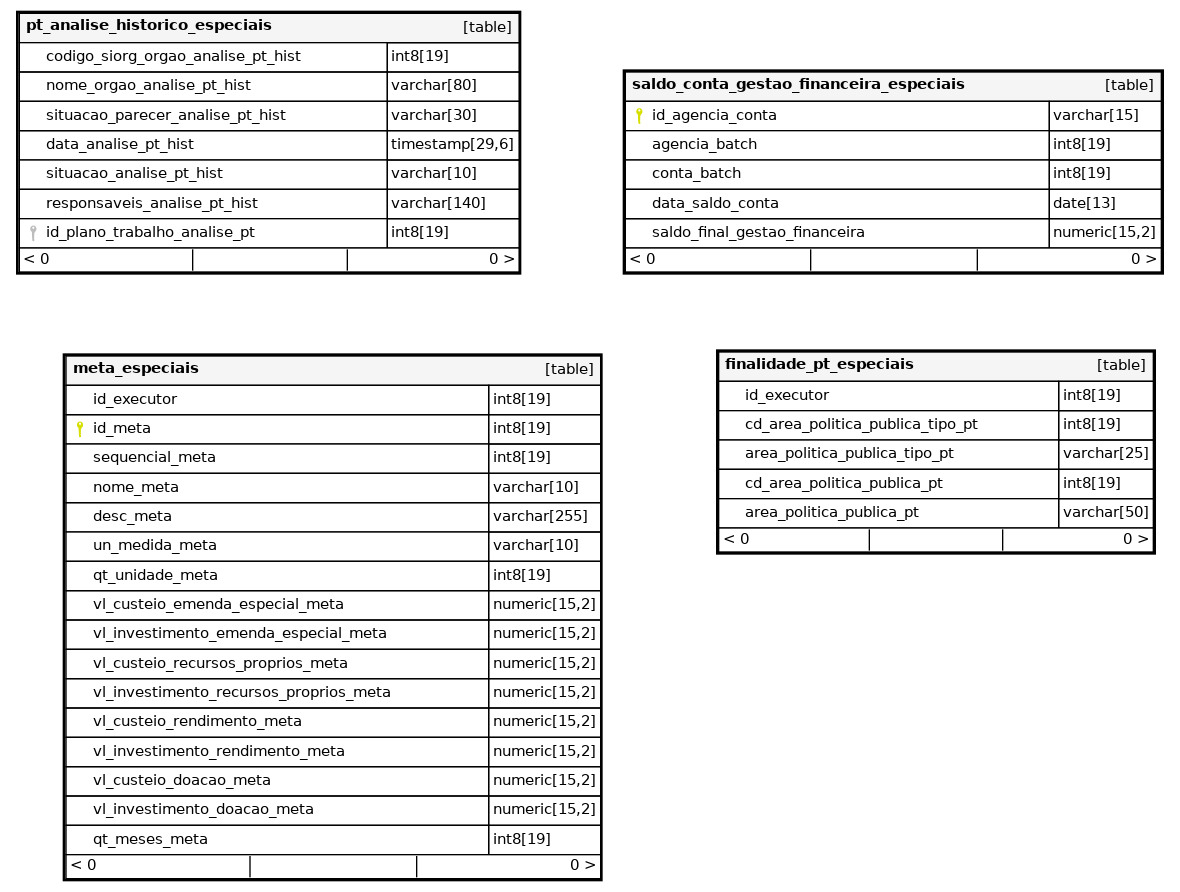 pt_analise_historico_especiais [table]
codigo_siorg_orgao_analise_pt_hist int8[19]
nome_orgao_analise_pt_hist varchar[80]
situacao_parecer_analise_pt_hist varchar[30]
data_analise_pt_hist timestamp[29,6]
situacao_analise_pt_hist varchar[10]
responsaveis_analise_pt_hist varchar[140]
id_plano_trabalho_analise_pt int8[19]
< 0 0 >
saldo_conta_gestao_financeira_especiais [table]
id_agencia_conta varchar[15]
agencia_batch int8[19]
conta_batch int8[19]
data_saldo_conta date[13]
saldo_final_gestao_financeira numeric[15,2]
< 0 0 >
meta_especiais [table]
id_executor int8[19]
id_meta int8[19]
sequencial_meta int8[19]
nome_meta varchar[10]
desc_meta varchar[255]
un_medida_meta varchar[10]
qt_unidade_meta int8[19]
vl_custeio_emenda_especial_meta numeric[15,2]
vl_investimento_emenda_especial_meta numeric[15,2]
vl_custeio_recursos_proprios_meta numeric[15,2]
vl_investimento_recursos_proprios_meta numeric[15,2]
vl_custeio_rendimento_meta numeric[15,2]
vl_investimento_rendimento_meta numeric[15,2]
vl_custeio_doacao_meta numeric[15,2]
vl_investimento_doacao_meta numeric[15,2]
qt_meses_meta int8[19]
< 0 0 >
finalidade_pt_especiais [table]
id_executor int8[19]
cd_area_politica_publica_tipo_pt int8[19]
area_politica_publica_tipo_pt varchar[25]
cd_area_politica_publica_pt int8[19]
area_politica_publica_pt varchar[50]
< 0 0 >